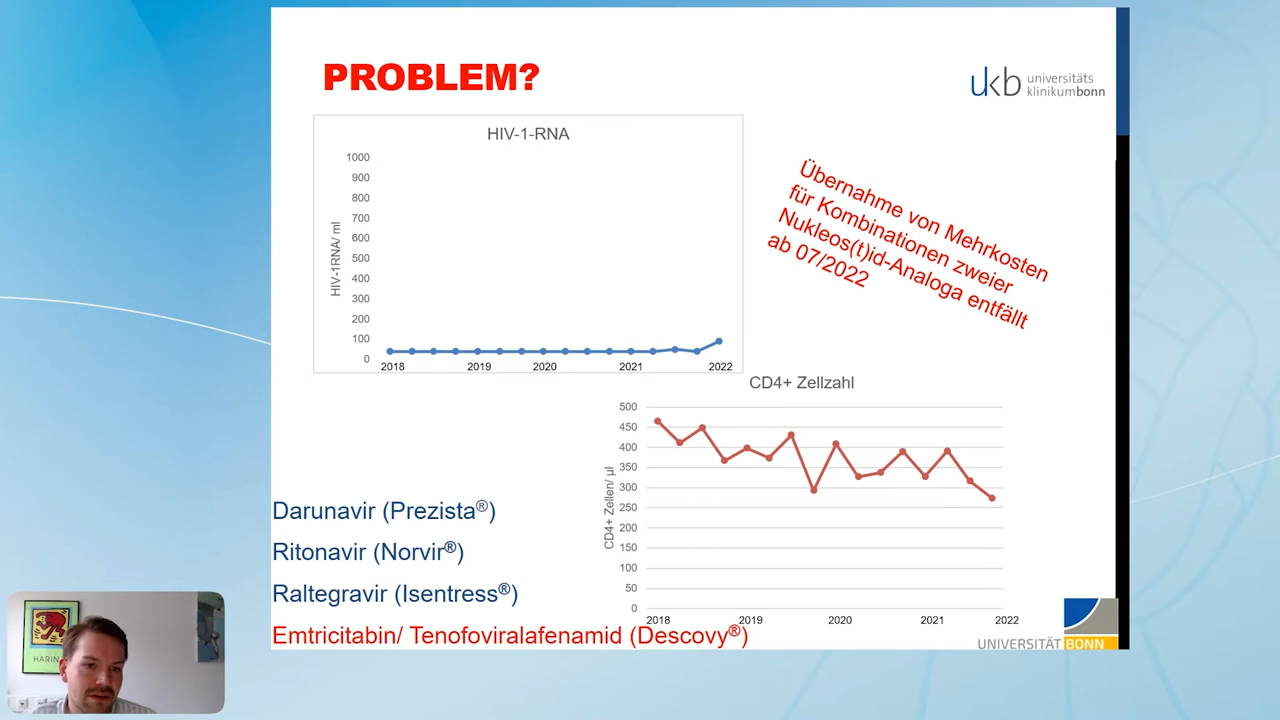 PROBLEM?
ukb universitäts
klinikumbonn
HIV-1-RNA
HIV-1RNA/ ml
1000
900
800
700
600
500
400
300
200
100
0
2018 2019 2020 2021 2022
Übernahme von Mehrkosten
für Kombinationen zweier
Nukleos(t)id-Analoga entfällt
ab 07/2022
CD4+ Zellzahl
CD4+ Zellen/ µl
500
450
400
350
300
250
200
150
100
50
0
2018 2019 2020 2021 2022
Darunavir (Prezista®)
Ritonavir (Norvir®)
Raltegravir (Isentress®)
Emtricitabin/ Tenofoviralafenamid (Descovy®)
UNIVERSITÄT BONN
HARIN